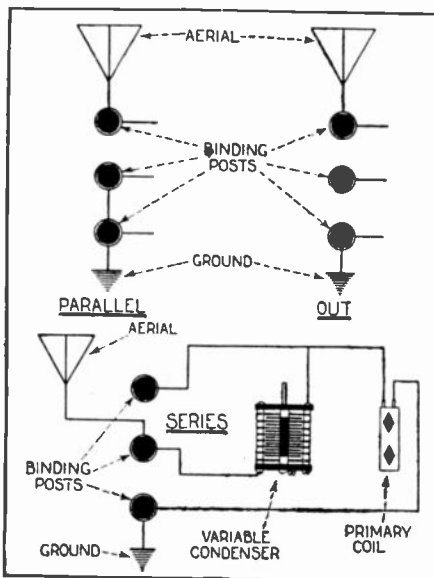 AERIAL
BINDING
POSTS
GROUND
PARALLEL
OUT
AERIAL
SERIES
BINDING
POSTS
VARIABLE
CONDENSER
PRIMARY
COIL
GROUND